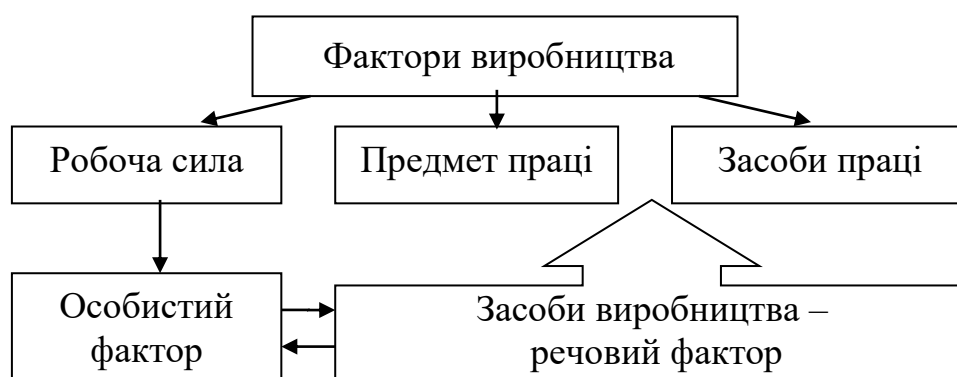 Фактори виробництва
Робоча сила
Предмет праці
Засоби праці
Особистий
фактор
Засоби виробництва –
речовий фактор